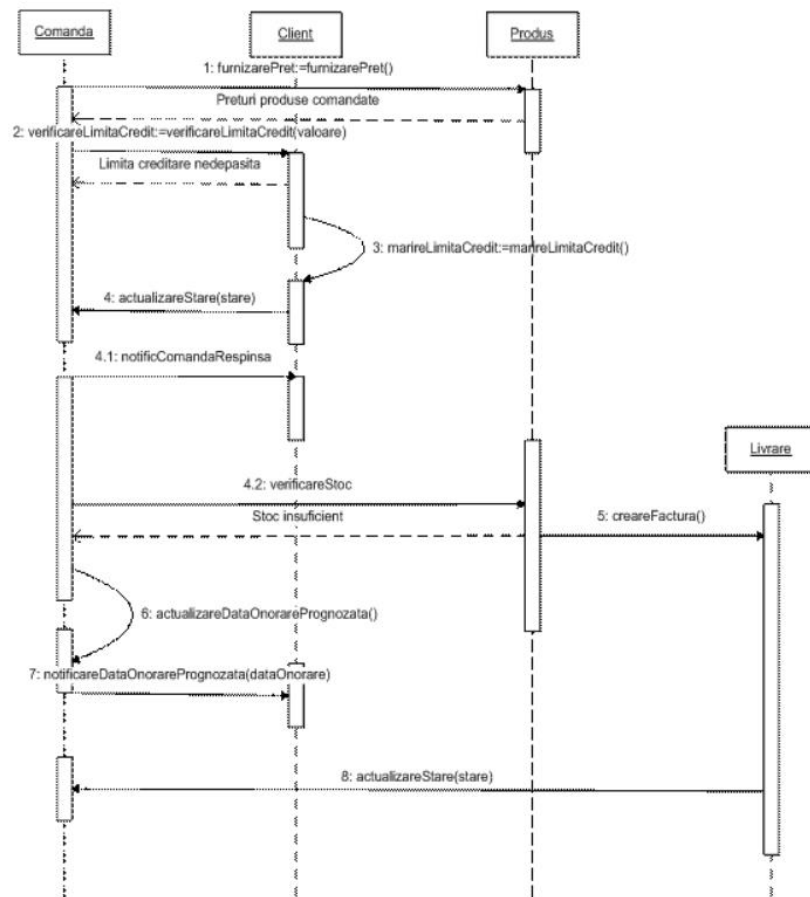 Comanda
Client
Produs
1: furnizarePret:=furnizarePret()
Preturi produse comandate
2: verificareLimitaCredit:=verificareLimitaCredit(valoare)
Limita creditare nedepasita
3: marireLimitaCredit:=marireLimitaCredit()
4: actualizareStare(stare)
4.1: notificComandaRespinsa
Livrare
4.2: verificareStoc
Stoc insuficient
5: creareFactura()
6: actualizareDataOnorarePrognozata()
7: notificareDataOnorarePrognozata(dataOnorare)
8: actualizareStare(stare)